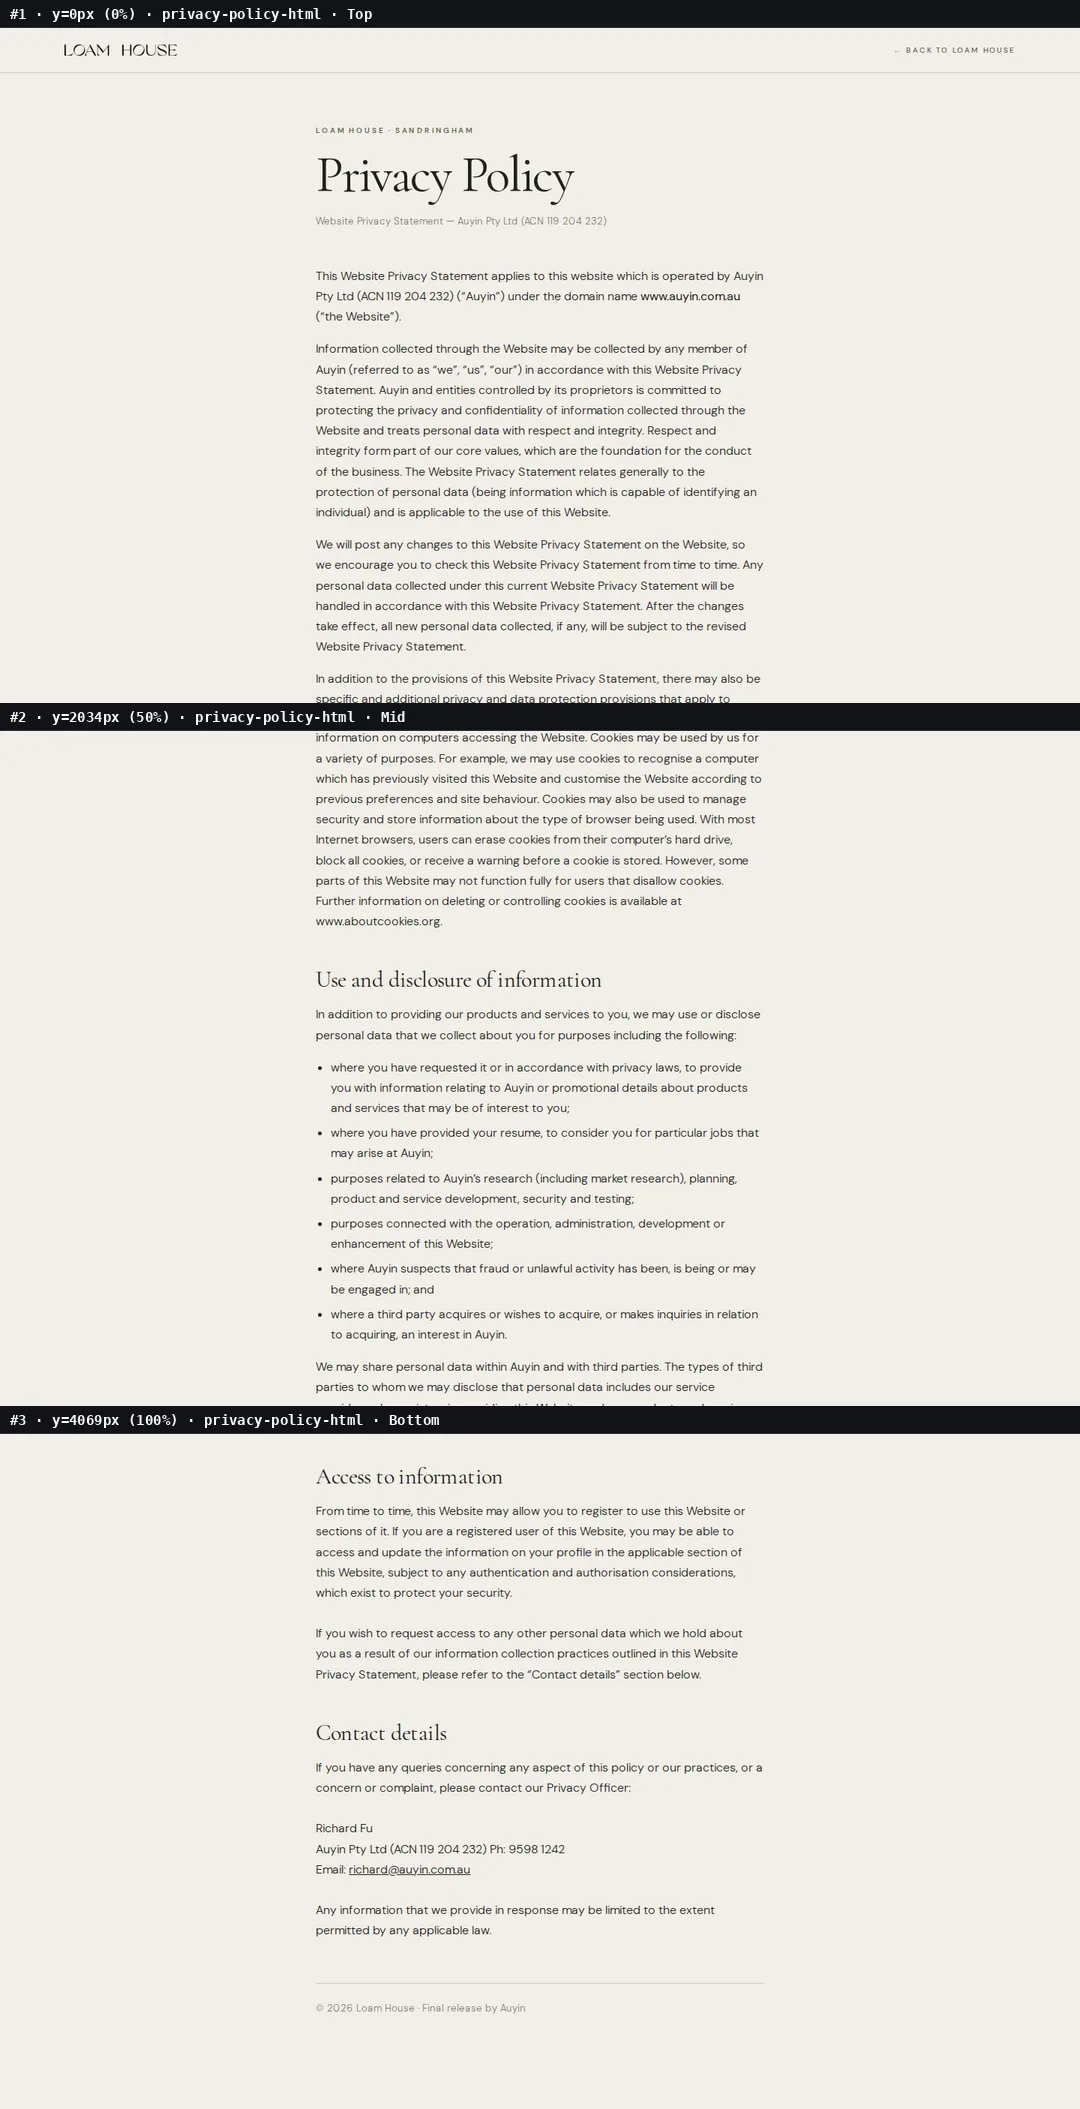 #1 · y=0px (0%) · privacy-policy-html · Top
LOAM HOUSE
← BACK TO LOAM HOUSE
LOAM HOUSE · SANDRINGHAM
Privacy Policy
Website Privacy Statement — Auyin Pty Ltd (ACN 119 204 232)
This Website Privacy Statement applies to this website which is operated by Auyin
Pty Ltd (ACN 119 204 232) (“Auyin”) under the domain name www.auyin.com.au
(“the Website”).
Information collected through the Website may be collected by any member of
Auyin (referred to as “we”, “us”, “our”) in accordance with this Website Privacy
Statement. Auyin and entities controlled by its proprietors is committed to
protecting the privacy and confidentiality of information collected through the
Website and treats personal data with respect and integrity. Respect and
integrity form part of our core values, which are the foundation for the conduct
of the business. The Website Privacy Statement relates generally to the
protection of personal data (being information which is capable of identifying an
individual) and is applicable to the use of this Website.
We will post any changes to this Website Privacy Statement on the Website, so
we encourage you to check this Website Privacy Statement from time to time. Any
personal data collected under this current Website Privacy Statement will be
handled in accordance with this Website Privacy Statement. After the changes
take effect, all new personal data collected, if any, will be subject to the revised
Website Privacy Statement.
In addition to the provisions of this Website Privacy Statement, there may also be
specific and additional privacy and data protection provisions that apply to
#2 · y=2034px (50%) · privacy-policy-html · Mid
information on computers accessing the Website. Cookies may be used by us for
a variety of purposes. For example, we may use cookies to recognise a computer
which has previously visited this Website and customise the Website according to
previous preferences and site behaviour. Cookies may also be used to manage
security and store information about the type of browser being used. With most
Internet browsers, users can erase cookies from their computer’s hard drive,
block all cookies, or receive a warning before a cookie is stored. However, some
parts of this Website may not function fully for users that disallow cookies.
Further information on deleting or controlling cookies is available at
www.aboutcookies.org.
Use and disclosure of information
In addition to providing our products and services to you, we may use or disclose
personal data that we collect about you for purposes including the following:
• where you have requested it or in accordance with privacy laws, to provide
you with information relating to Auyin or promotional details about products
and services that may be of interest to you;
• where you have provided your resume, to consider you for particular jobs that
may arise at Auyin;
• purposes related to Auyin’s research (including market research), planning,
product and service development, security and testing;
• purposes connected with the operation, administration, development or
enhancement of this Website;
• where Auyin suspects that fraud or unlawful activity has been, is being or may
be engaged in; and
• where a third party acquires or wishes to acquire, or makes inquiries in relation
to acquiring, an interest in Auyin.
We may share personal data within Auyin and with third parties. The types of third
parties to whom we may disclose that personal data includes our service
#3 · y=4069px (100%) · privacy-policy-html · Bottom
Access to information
From time to time, this Website may allow you to register to use this Website or
sections of it. If you are a registered user of this Website, you may be able to
access and update the information on your profile in the applicable section of
this Website, subject to any authentication and authorisation considerations,
which exist to protect your security.
If you wish to request access to any other personal data which we hold about
you as a result of our information collection practices outlined in this Website
Privacy Statement, please refer to the “Contact details” section below.
Contact details
If you have any queries concerning any aspect of this policy or our practices, or a
concern or complaint, please contact our Privacy Officer:
Richard Fu
Auyin Pty Ltd (ACN 119 204 232) Ph: 9598 1242
Email: richard@auyin.com.au
Any information that we provide in response may be limited to the extent
permitted by any applicable law.
© 2026 Loam House · Final release by Auyin